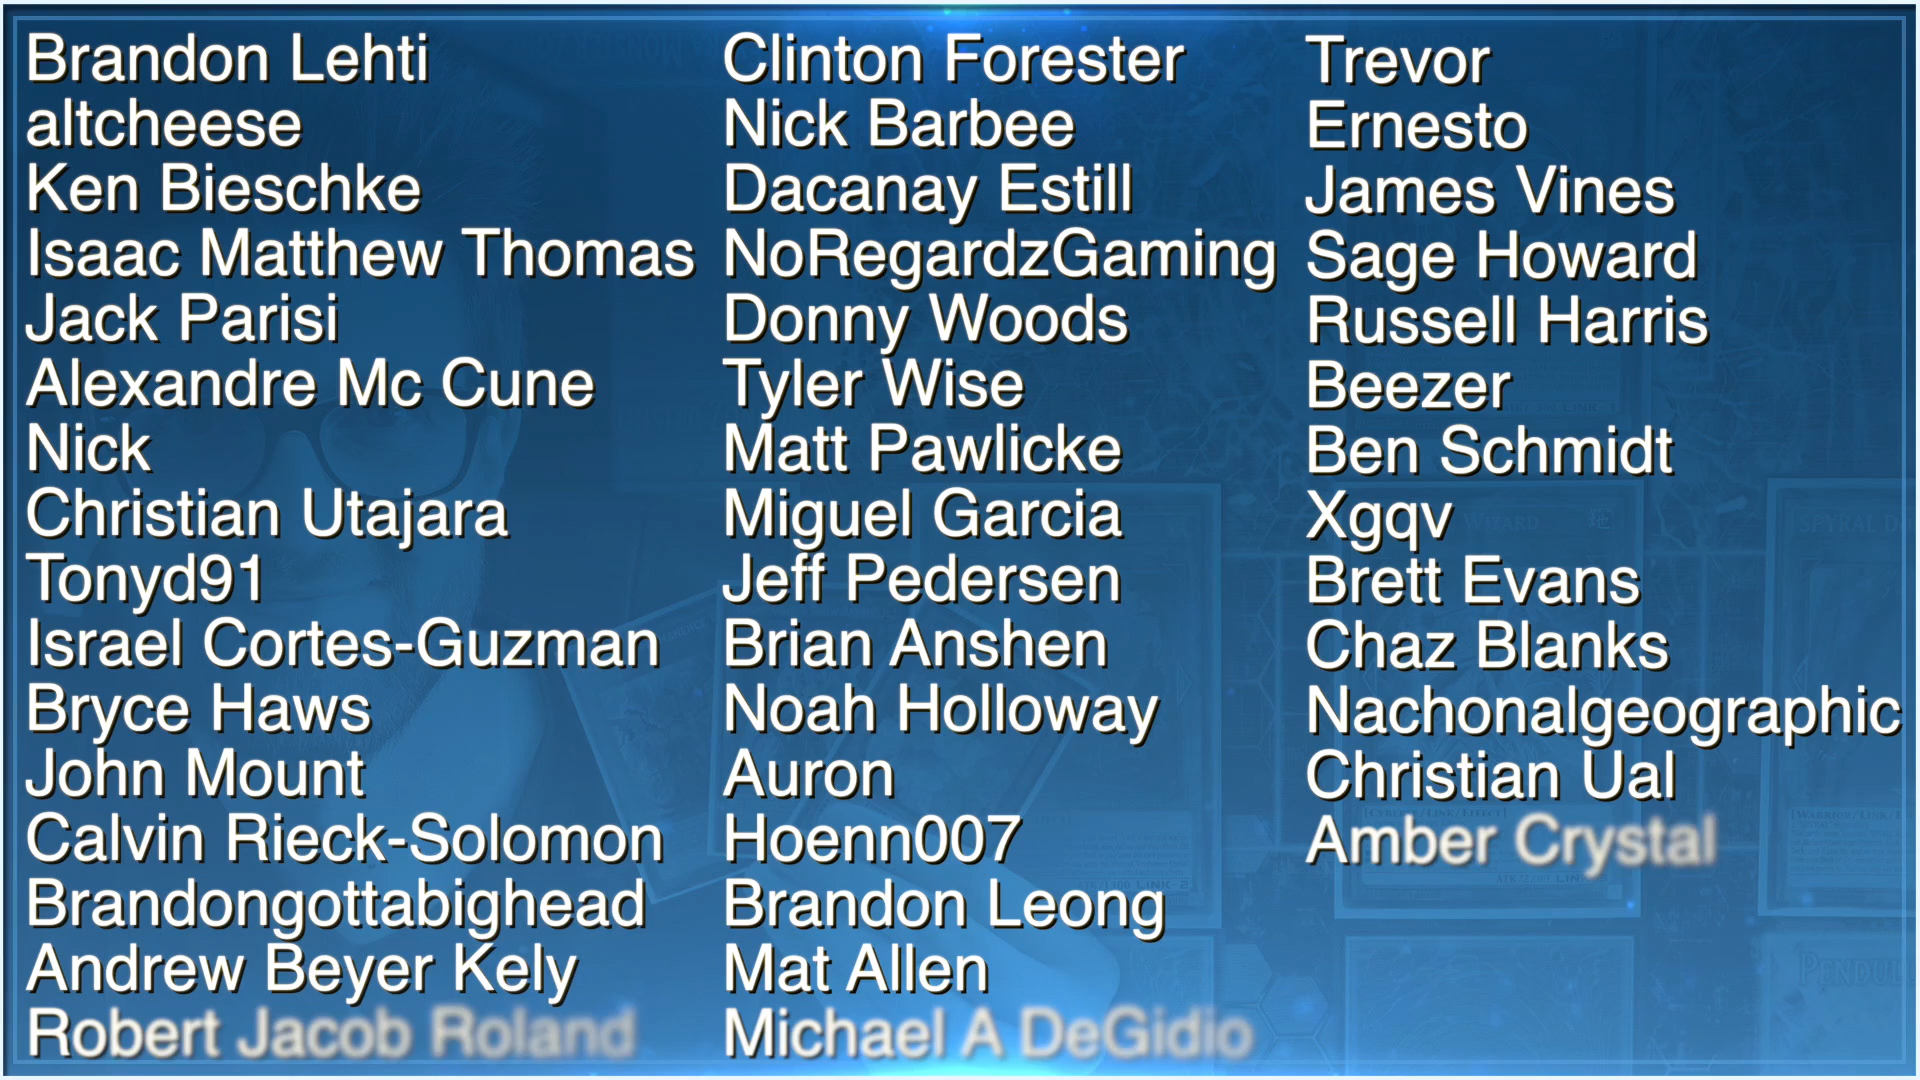 Brandon Lehti
altcheese
Ken Bieschke
Isaac Matthew Thomas
Jack Parisi
Alexandre Mc Cune
Nick
Christian Utajara
Tonyd91
Israel Cortes-Guzman
Bryce Haws
John Mount
Calvin Rieck-Solomon
Brandongottabighead
Andrew Beyer Kely
Robert Jacob Roland
Clinton Forester
Nick Barbee
Dacanay Estill
NoRegardzGaming
Donny Woods
Tyler Wise
Matt Pawlicke
Miguel Garcia
Jeff Pedersen
Brian Anshen
Noah Holloway
Auron
Hoenn007
Brandon Leong
Mat Allen
Michael A DeGidio
Trevor
Ernesto
James Vines
Sage Howard
Russell Harris
Beezer
Ben Schmidt
Xgqv
Brett Evans
Chaz Blanks
Nachonalgeographic
Christian Ual
Amber Crystal